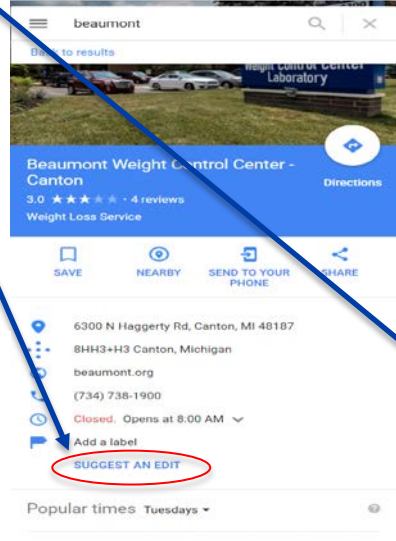 beaumont
Back to results
Weight Control Center
Laboratory
Beaumont Weight Control Center -
Canton
Directions
3.0 ★★★★★ · 4 reviews
Weight Loss Service
SAVE
NEARBY
SEND TO YOUR
PHONE
SHARE
6300 N Haggerty Rd, Canton, MI 48187
8HH3+H3 Canton, Michigan
beaumont.org
(734) 738-1900
Closed. Opens at 8:00 AM
Add a label
SUGGEST AN EDIT
Popular times Tuesdays